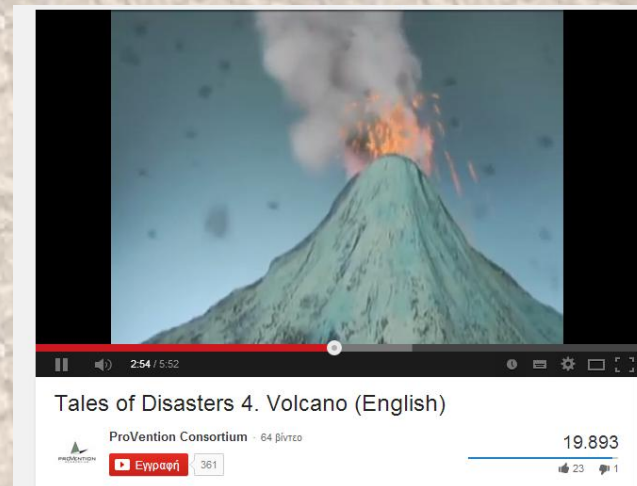 2:54 / 5:52
Tales of Disasters 4. Volcano (English)
ProVention Consortium · 64 βίντεο
PROVENTION
Εγγραφή 361
19.893
23 1